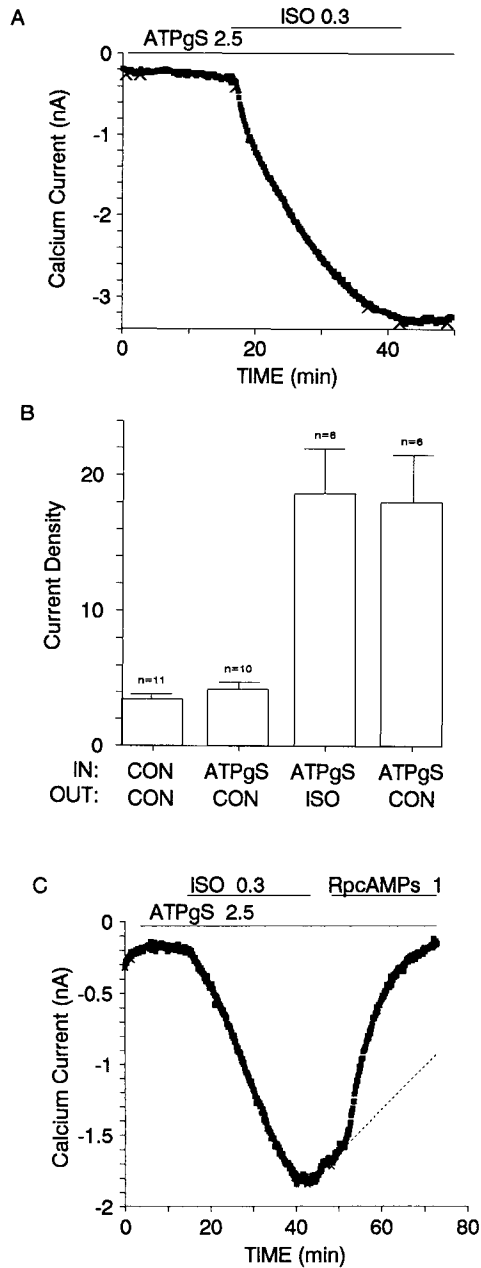 A
ISO 0.3
ATPgS 2.5
0
-1
-2
-3
Calcium Current (nA)
0 20 40
TIME (min)
B
20
10
0
Current Density
n=11
n=10
n=6
n=6
IN: CON ATPgS ATPgS ATPgS
OUT: CON CON ISO CON
C
ISO 0.3 RpcAMPs 1
ATPgS 2.5
0
-0.5
-1
-1.5
-2
Calcium Current (nA)
0 20 40 60 80
TIME (min)